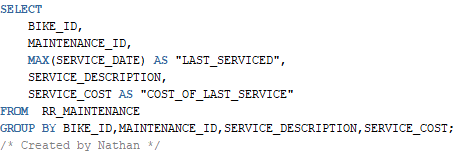 SELECT
BIKE_ID,
MAINTENANCE_ID,
MAX(SERVICE_DATE) AS "LAST_SERVICED",
SERVICE_DESCRIPTION,
SERVICE_COST AS "COST_OF_LAST_SERVICE"
FROM  RR_MAINTENANCE
GROUP BY BIKE_ID,MAINTENANCE_ID,SERVICE_DESCRIPTION,SERVICE_COST;
/* Created by Nathan */